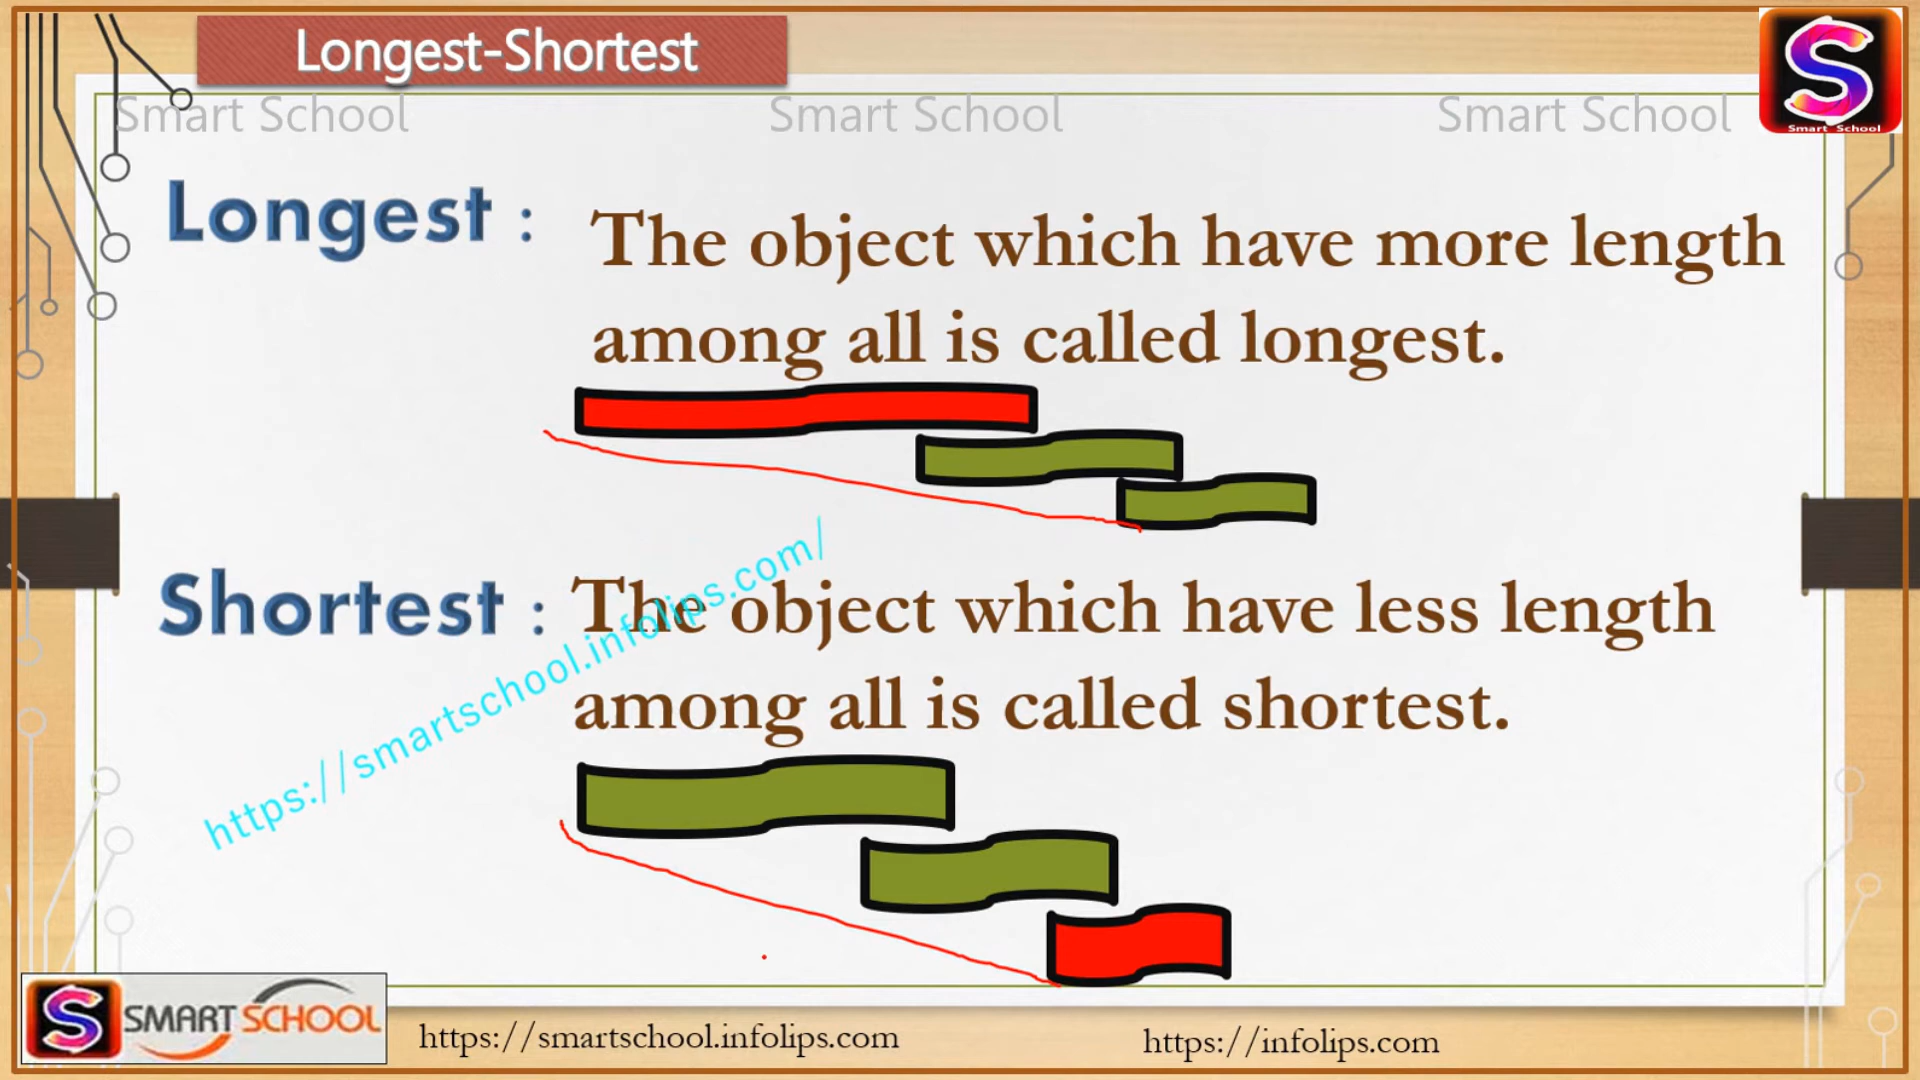 Longest-Shortest
S
Smart School
Smart School Smart School Smart School
Longest : The object which have more length
among all is called longest.
Shortest : The object which have less length
among all is called shortest.
https://smartschool.infolips.com/
S SMART SCHOOL
https://smartschool.infolips.com
https://infolips.com